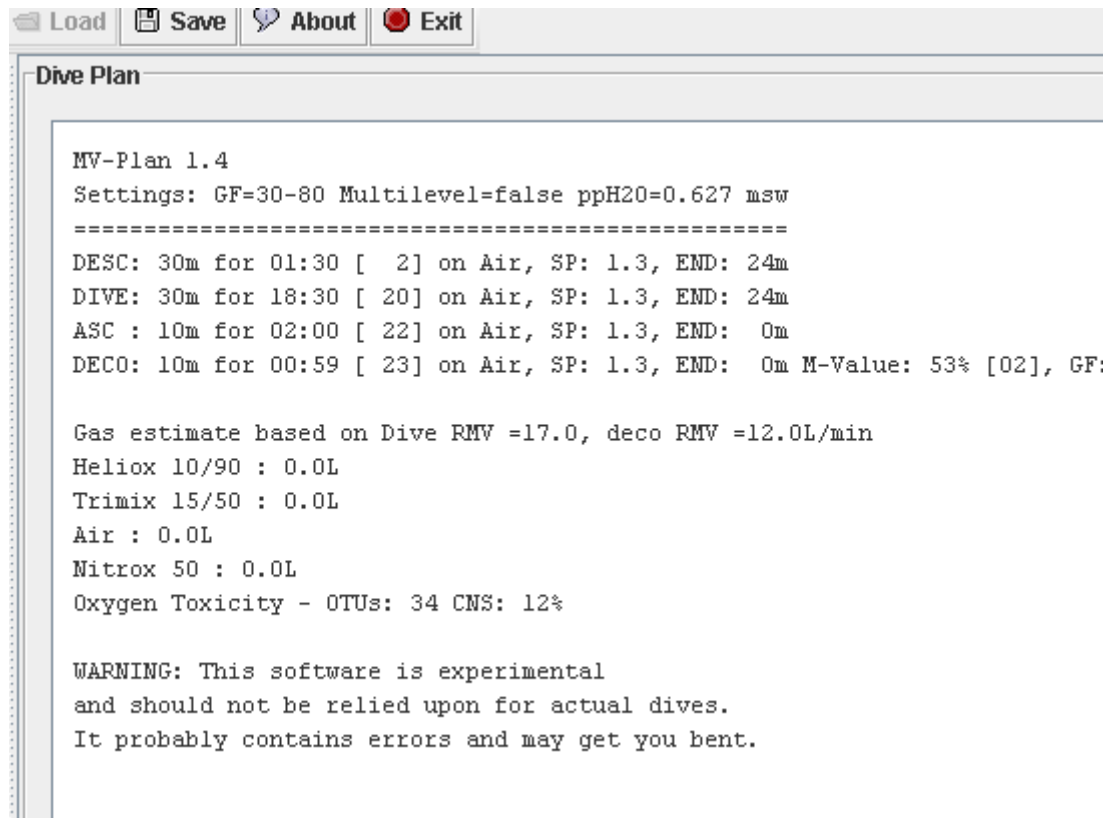 Load Save About Exit
Dive Plan
MV-Plan 1.4
Settings: GF=30-80 Multilevel=false ppH2O=0.627 msw
===================================================
DESC: 30m for 01:30 [  2] on Air, SP: 1.3, END: 24m
DIVE: 30m for 18:30 [ 20] on Air, SP: 1.3, END: 24m
ASC : 10m for 02:00 [ 22] on Air, SP: 1.3, END:  0m
DECO: 10m for 00:59 [ 23] on Air, SP: 1.3, END:  0m M-Value: 53% [02], GF:
Gas estimate based on Dive RMV =17.0, deco RMV =12.0L/min
Heliox 10/90 : 0.0L
Trimix 15/50 : 0.0L
Air : 0.0L
Nitrox 50 : 0.0L
Oxygen Toxicity - OTUs: 34 CNS: 12%
WARNING: This software is experimental
and should not be relied upon for actual dives.
It probably contains errors and may get you bent.